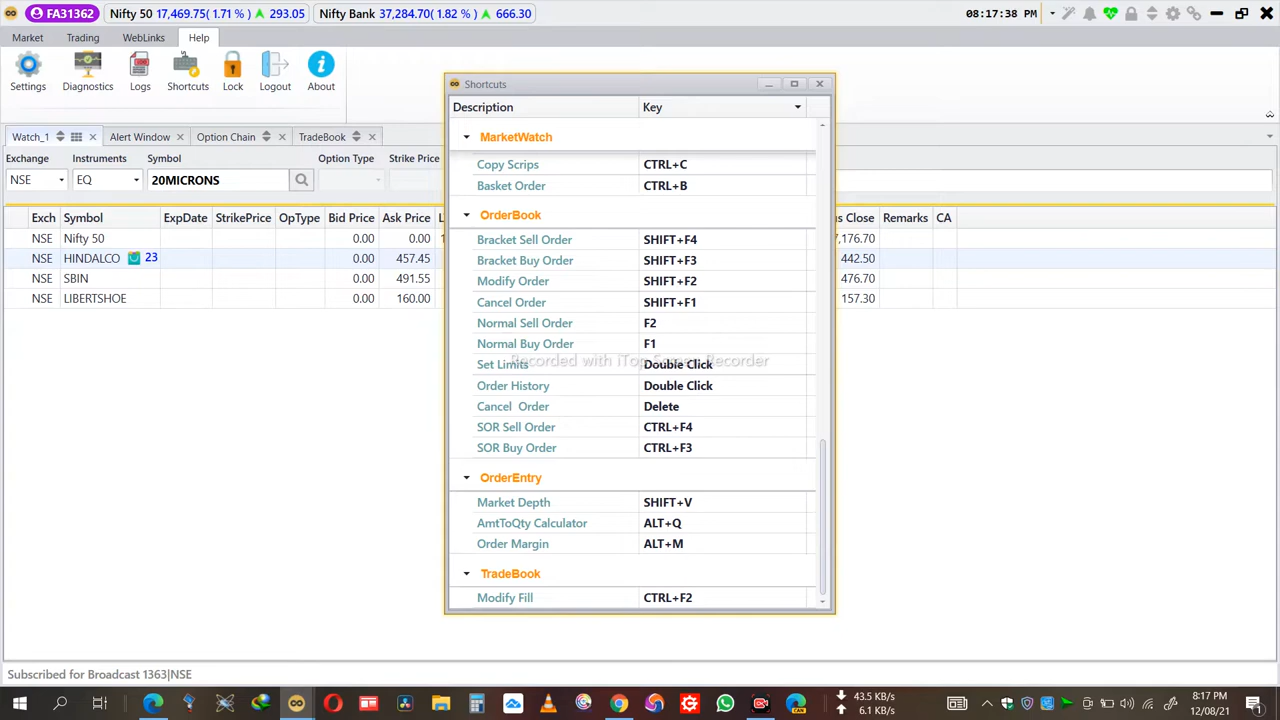 FA31362 Nifty 50 17,469.75( 1.71 % ) 293.05 Nifty Bank 37,284.70( 1.82 % ) 666.30 08:17:38 PM
Market Trading WebLinks Help
Settings Diagnostics Logs Shortcuts Lock Logout About
Shortcuts
Description Key
Watch_1 Alert Window Option Chain TradeBook
Exchange Instruments Symbol Option Type Strike Price
NSE EQ 20MICRONS
Exch Symbol ExpDate StrikePrice OpType Bid Price Ask Price Close Remarks CA
NSE Nifty 50 0.00 0.00 7,176.70
NSE HINDALCO 23 0.00 457.45 442.50
NSE SBIN 0.00 491.55 476.70
NSE LIBERTSHOE 0.00 160.00 157.30
MarketWatch
Copy Scrips CTRL+C
Basket Order CTRL+B
OrderBook
Bracket Sell Order SHIFT+F4
Bracket Buy Order SHIFT+F3
Modify Order SHIFT+F2
Cancel Order SHIFT+F1
Normal Sell Order F2
Normal Buy Order F1
Recorded with iTop Screen Recorder
Set Limits Double Click
Order History Double Click
Cancel Order Delete
SOR Sell Order CTRL+F4
SOR Buy Order CTRL+F3
OrderEntry
Market Depth SHIFT+V
AmtToQty Calculator ALT+Q
Order Margin ALT+M
TradeBook
Modify Fill CTRL+F2
Subscribed for Broadcast 1363|NSE
43.5 KB/s
6.1 KB/s
8:17 PM
12/08/21